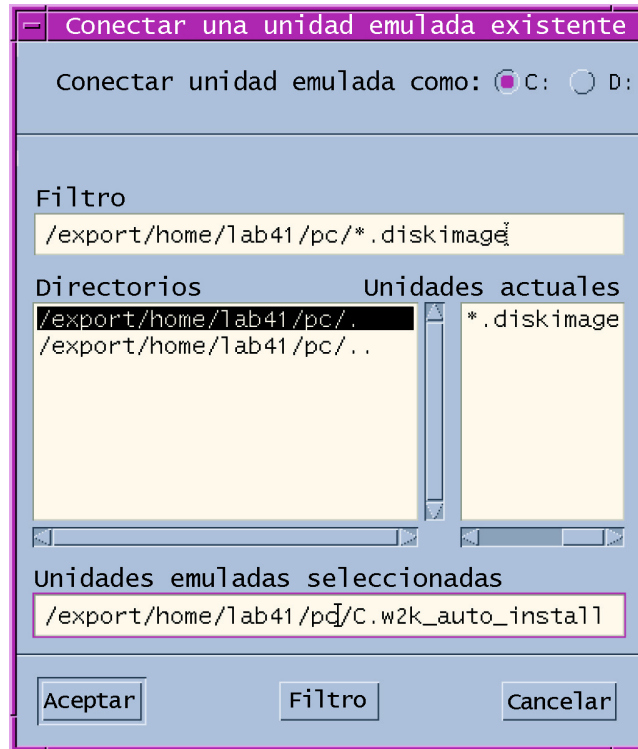 Conectar una unidad emulada existente
Conectar unidad emulada como: C: D:
Filtro
/export/home/lab41/pc/*.diskimage
Directorios Unidades actuales
/export/home/lab41/pc/. *.diskimage
/export/home/lab41/pc/..
Unidades emuladas seleccionadas
/export/home/lab41/pc/C.w2k_auto_install
Aceptar Filtro Cancelar